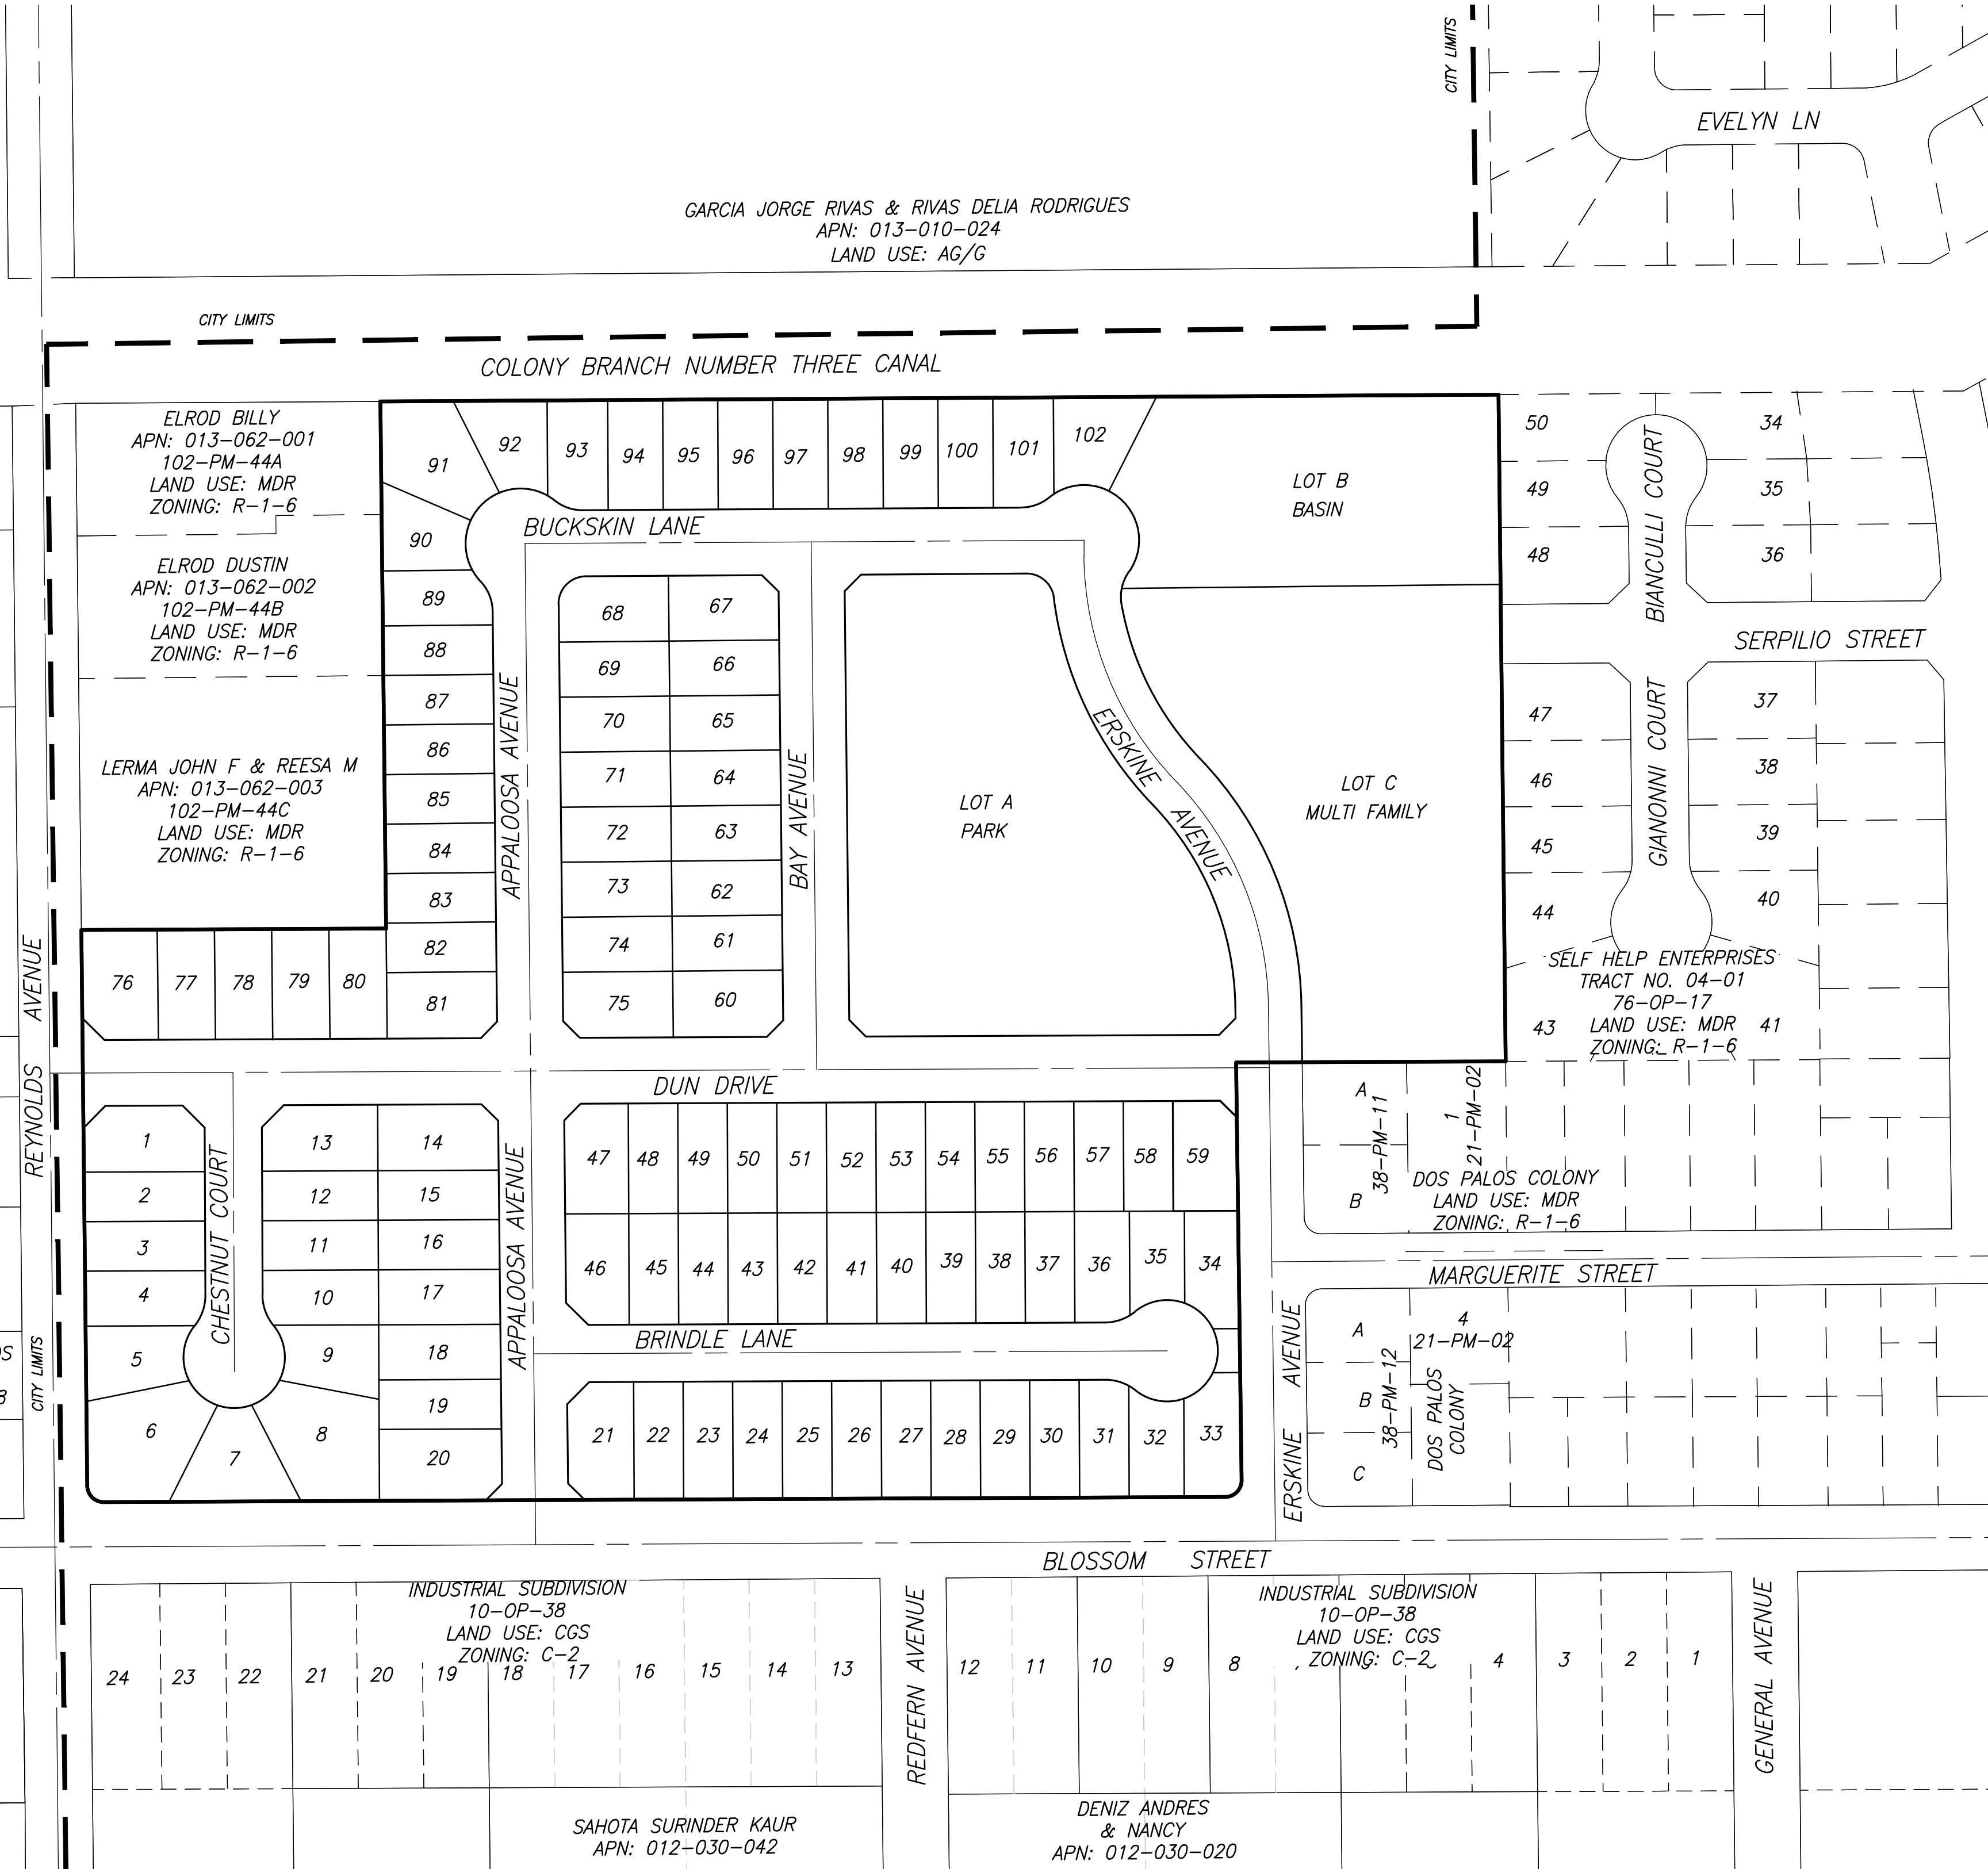 CITY LIMITS
EVELYN LN
GARCIA JORGE RIVAS & RIVAS DELIA RODRIGUES
APN: 013-010-024
LAND USE: AG/G
CITY LIMITS
COLONY BRANCH NUMBER THREE CANAL
ELROD BILLY
APN: 013-062-001
102-PM-44A
LAND USE: MDR
ZONING: R-1-6
ELROD DUSTIN
APN: 013-062-002
102-PM-44B
LAND USE: MDR
ZONING: R-1-6
LERMA JOHN F & REESA M
APN: 013-062-003
102-PM-44C
LAND USE: MDR
ZONING: R-1-6
91
92
93
94
95
96
97
98
99
100
101
102
BUCKSKIN LANE
LOT B
BASIN
90
89
88
87
86
85
84
83
82
81
APPALOOSA AVENUE
68
67
69
66
70
65
71
64
72
63
73
62
74
61
75
60
BAY AVENUE
LOT A
PARK
ERSKINE AVENUE
LOT C
MULTI FAMILY
50
49
48
BIANCULLI COURT
34
35
36
SERPILIO STREET
47
46
45
44
43
GIANONNI COURT
37
38
39
40
41
SELF HELP ENTERPRISES
TRACT NO. 04-01
76-OP-17
LAND USE: MDR
ZONING: R-1-6
76
77
78
79
80
REYNOLDS AVENUE
DUN DRIVE
1
2
3
4
5
6
7
8
9
10
11
12
13
CHESTNUT COURT
14
15
16
17
18
19
20
APPALOOSA AVENUE
47
48
49
50
51
52
53
54
55
56
57
58
59
46
45
44
43
42
41
40
39
38
37
36
35
34
BRINDLE LANE
21
22
23
24
25
26
27
28
29
30
31
32
33
A
B
38-PM-11
1
21-PM-02
DOS PALOS COLONY
LAND USE: MDR
ZONING: R-1-6
MARGUERITE STREET
ERSKINE AVENUE
A
B
C
38-PM-12
4
21-PM-02
DOS PALOS
COLONY
CITY LIMITS
BLOSSOM STREET
INDUSTRIAL SUBDIVISION
10-OP-38
LAND USE: CGS
ZONING: C-2
24
23
22
21
20
19
18
17
16
15
14
13
REDFERN AVENUE
INDUSTRIAL SUBDIVISION
10-OP-38
LAND USE: CGS
ZONING: C-2
12
11
10
9
8
4
3
2
1
GENERAL AVENUE
SAHOTA SURINDER KAUR
APN: 012-030-042
DENIZ ANDRES
& NANCY
APN: 012-030-020